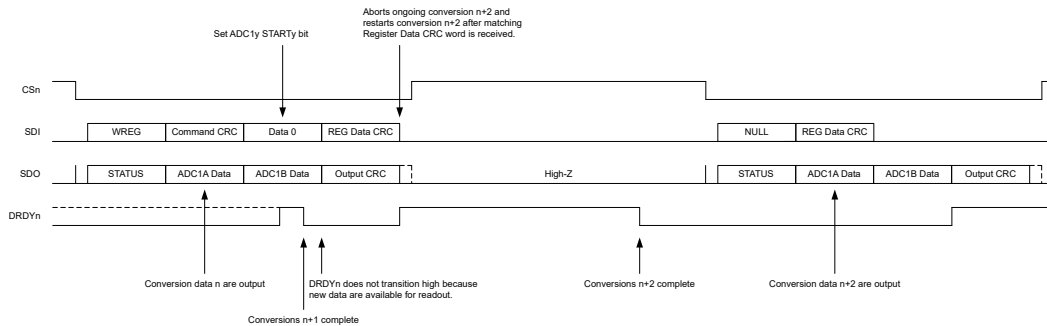 Aborts ongoing conversion n+2 and
restarts conversion n+2 after matching
Register Data CRC word is received.
Set ADC1y STARTy bit
CSn
SDI WREG Command CRC Data 0 REG Data CRC NULL REG Data CRC
SDO STATUS ADC1A Data ADC1B Data Output CRC High-Z STATUS ADC1A Data ADC1B Data Output CRC
DRDYn
Conversion data n are output
DRDYn does not transition high because
new data are available for readout.
Conversions n+2 complete
Conversion data n+2 are output
Conversions n+1 complete